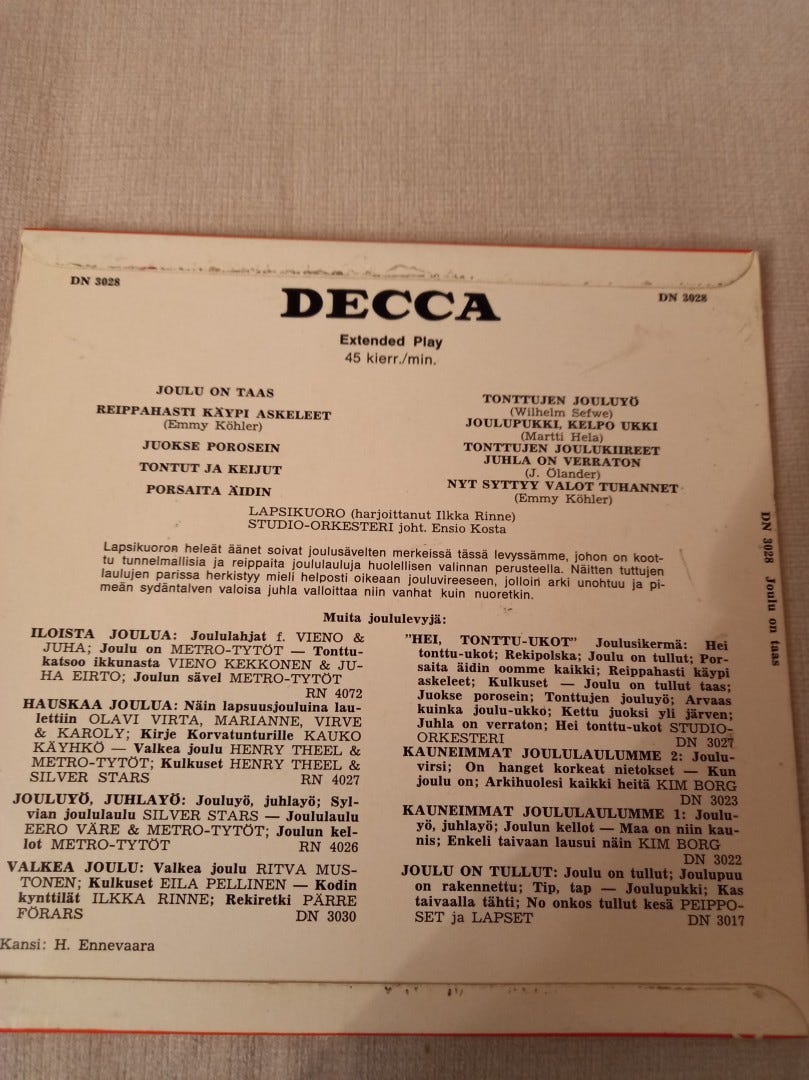 DN 3028
DN 3028
DECCA
Extended Play
45 kierr./min.
JOULU ON TAAS
REIPPAHASTI KÄYPI ASKELEET
(Emmy Köhler)
JUOKSE POROSEIN
TONTUT JA KEIJUT
PORSAITA ÄIDIN
TONTTUJEN JOULUYÖ
(Wilhelm Sefwe)
JOULUPUKKI, KELPO UKKI
(Martti Hela)
TONTTUJEN JOULUKIIREET
JUHLA ON VERRATON
(J. Ölander)
NYT SYTTYY VALOT TUHANNET
(Emmy Köhler)
LAPSIKUORO (harjoittanut Ilkka Rinne)
STUDIO-ORKESTERI joht. Ensio Kosta
Lapsikuoron heleät äänet soivat joulusävelten merkeissä tässä levyssämme, johon on koot-
tu tunnelmallisia ja reippaita joululauluja huolellisen valinnan perusteella. Näitten tuttujen
laulujen parissa herkistyy mieli helposti oikeaan jouluvireeseen, jolloin arki unohtuu ja pi-
meän sydäntalven valoisa juhla valloittaa niin vanhat kuin nuoretkin.
Muita joululevyjä:
ILOISTA JOULUA: Joululahjat f. VIENO &
JUHA; Joulu on METRO-TYTÖT — Tonttu-
katsoo ikkunasta VIENO KEKKONEN & JU-
HA EIRTO; Joulun sävel METRO-TYTÖT
RN 4072
HAUSKAA JOULUA: Näin lapsuusjouluina lau-
lettiin OLAVI VIRTA, MARIANNE, VIRVE
& KAROLY; Kirje Korvatunturille KAUKO
KÄYHKÖ — Valkea joulu HENRY THEEL &
METRO-TYTÖT; Kulkuset HENRY THEEL &
SILVER STARS RN 4027
JOULUYÖ, JUHLAYÖ: Jouluyö, juhlayö; Syl-
vian joululaulu SILVER STARS — Joululaulu
EERO VÄRE & METRO-TYTÖT; Joulun kel-
lot METRO-TYTÖT RN 4026
VALKEA JOULU: Valkea joulu RITVA MUS-
TONEN; Kulkuset EILA PELLINEN — Kodin
kynttilät ILKKA RINNE; Rekiretki PÄRRE
FÖRARS DN 3030
Kansi: H. Ennevaara
"HEI, TONTTU-UKOT" Joulusikermä: Hei
tonttu-ukot; Rekipolska; Joulu on tullut; Por-
saita äidin oomme kaikki; Reippahasti käypi
askeleet; Kulkuset — Joulu on tullut taas;
Juokse porosein; Tonttujen jouluyö; Arvaas
kuinka joulu-ukko; Kettu juoksi yli järven;
Juhla on verraton; Hei tonttu-ukot STUDIO-
ORKESTERI DN 3027
KAUNEIMMAT JOULULAULUMME 2: Joulu-
virsi; On hanget korkeat nietokset — Kun
joulu on; Arkihuolesi kaikki heitä KIM BORG
DN 3023
KAUNEIMMAT JOULULAULUMME 1: Joulu-
yö, juhlayö; Joulun kellot — Maa on niin kau-
nis; Enkeli taivaan lausui näin KIM BORG
DN 3022
JOULU ON TULLUT: Joulu on tullut; Joulupuu
on rakennettu; Tip, tap — Joulupukki; Kas
taivaalla tähti; No onkos tullut kesä PEIPPO-
SET ja LAPSET DN 3017
DN 3028 Joulu on taas